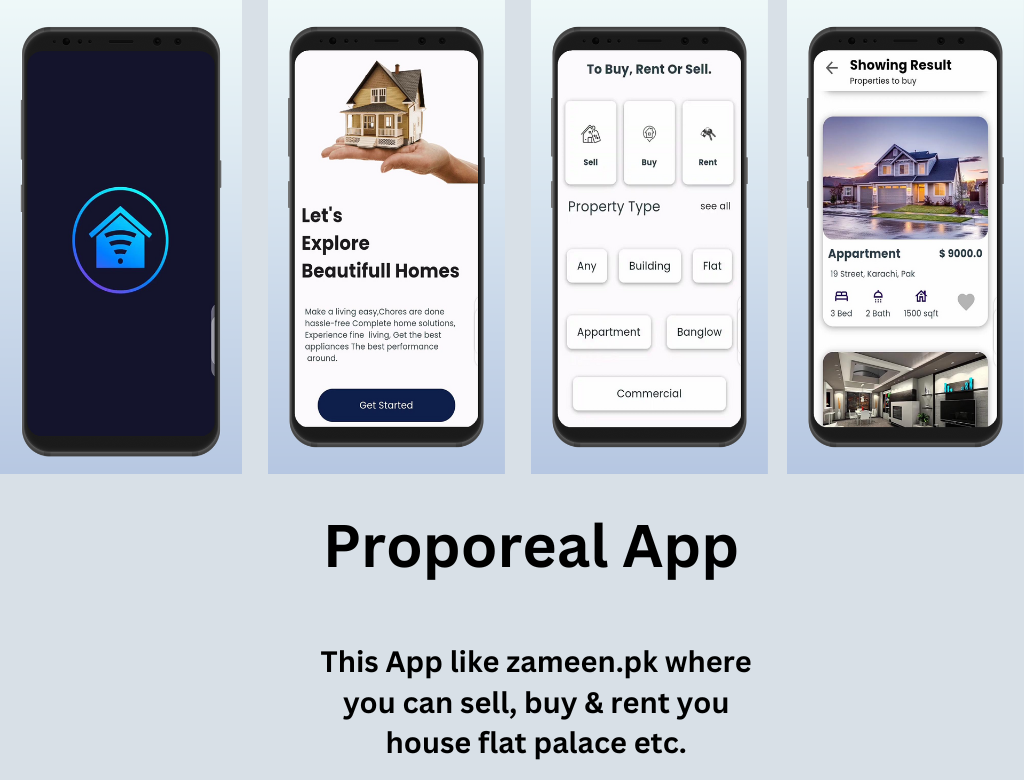 Let's
Explore
Beautifull Homes
Make a living easy,Chores are done
hassle-free Complete home solutions,
Experience fine living, Get the best
appliances The best performance
around.
Get Started
To Buy, Rent Or Sell.
Sell
Buy
Rent
Property Type
see all
Any
Building
Flat
Appartment
Banglow
Commercial
Showing Result
Properties to buy
Appartment
$ 9000.0
19 Street, Karachi, Pak
3 Bed
2 Bath
1500 sqft
Proporeal App
This App like zameen.pk where
you can sell, buy & rent you
house flat palace etc.